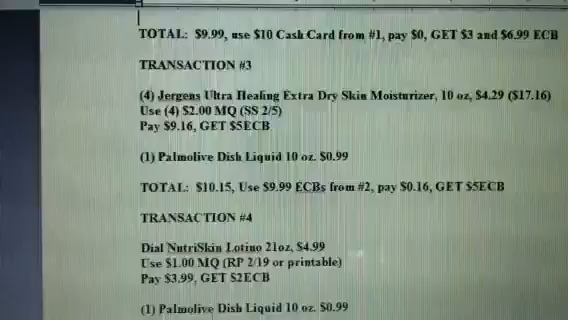 TOTAL: $9.99, use $10 Cash Card from #1, pay $0, GET $3 and $6.99 ECB
TRANSACTION #3
(4) Jergens Ultra Healing Extra Dry Skin Moisturizer, 10 oz, $4.29 ($17.16)
Use (4) $2.00 MQ (SS 2/5)
Pay $9.16, GET $5ECB
(1) Palmolive Dish Liquid 10 oz. $0.99
TOTAL: $10.15, Use $9.99 ECBs from #2, pay $0.16, GET $5ECB
TRANSACTION #4
Dial NutriSkin Lotino 21oz, $4.99
Use $1.00 MQ (RP 2/19 or printable)
Pay $3.99, GET $2ECB
(1) Palmolive Dish Liquid 10 oz. $0.99